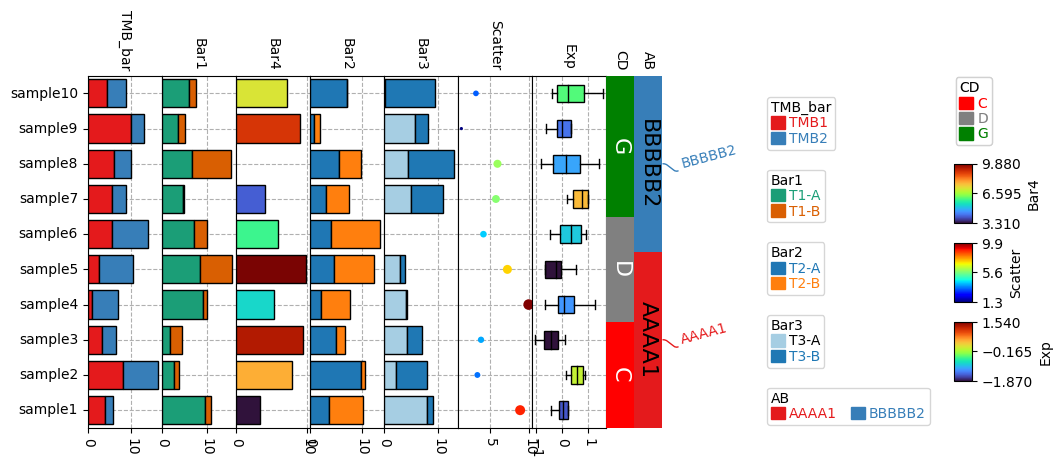 TMB_bar
Bar1
Bar4
Bar2
Bar3
Scatter
Exp
CD
AB
sample10
sample9
sample8
sample7
sample6
sample5
sample4
sample3
sample2
sample1
0
10
0
10
0
10
0
10
0
10
5
10
−1
0
1
G
D
C
BBBBB2
AAAA1
BBBBB2
AAAA1
TMB_bar
TMB1
TMB2
Bar1
T1-A
T1-B
Bar2
T2-A
T2-B
Bar3
T3-A
T3-B
AB
AAAA1 BBBBB2
CD
C
D
G
9.880
6.595
3.310
Bar4
9.9
5.6
1.3
Scatter
1.540
−0.165
−1.870
Exp